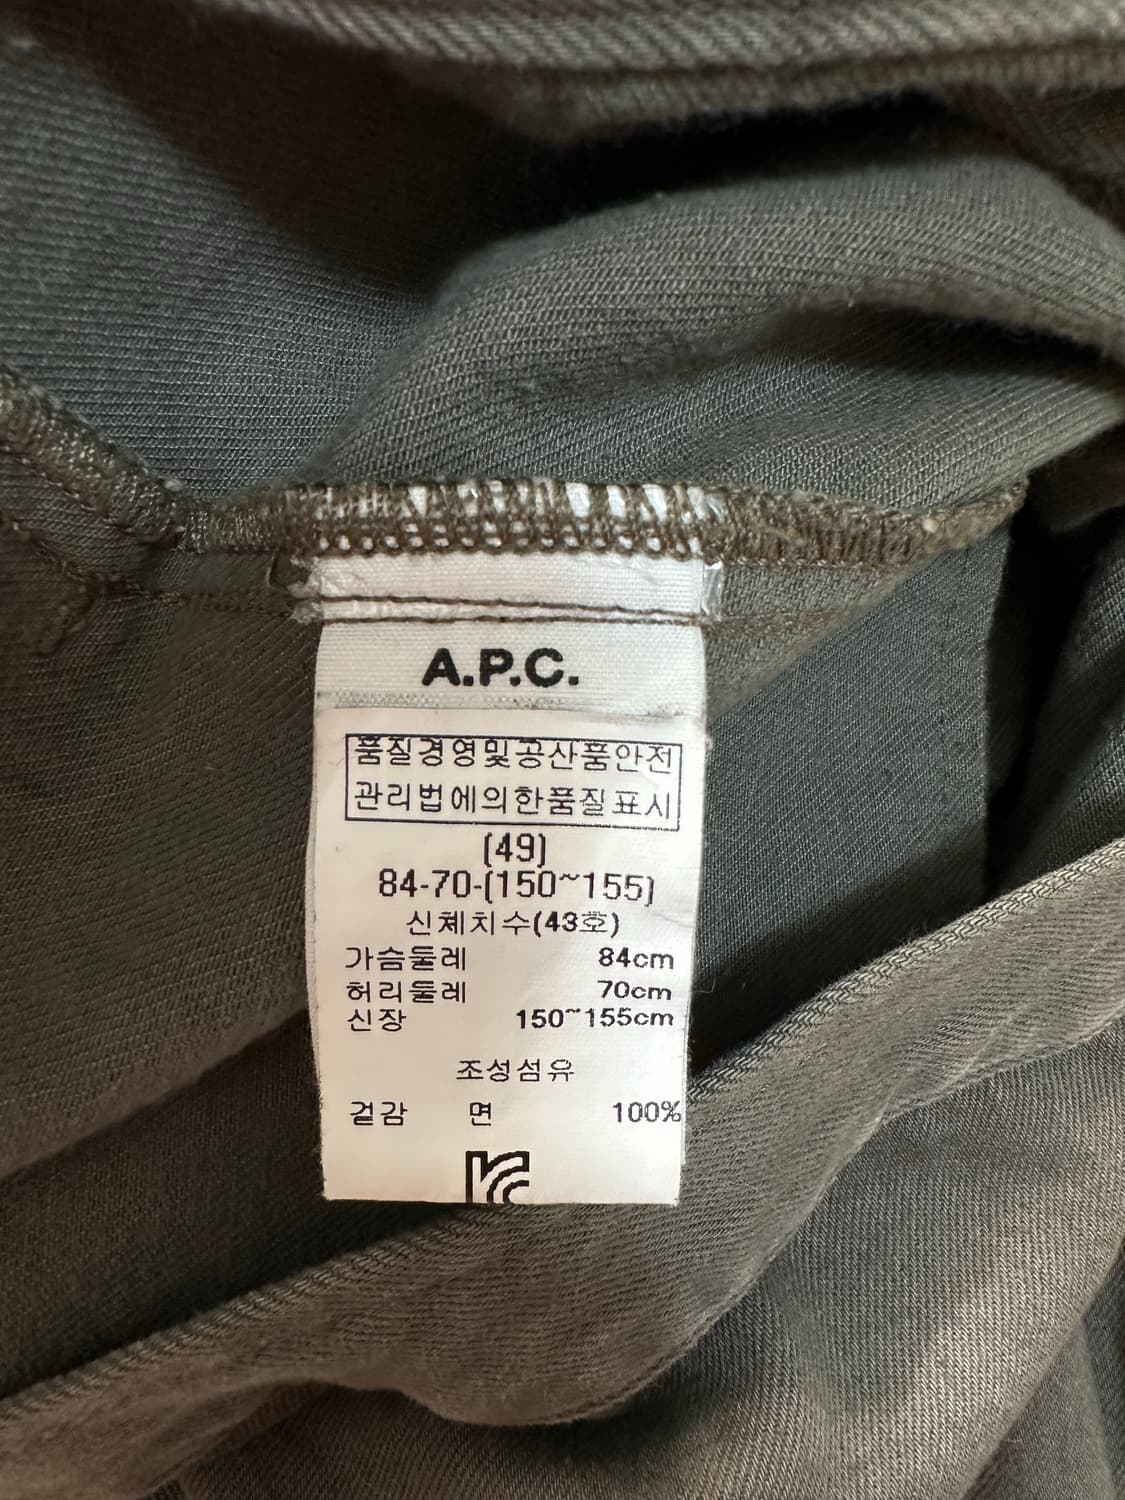 A.P.C.
품질경영및공산품안전
관리법에의한품질표시
(49)
84-70-(150~155)
신체치수(43호)
가슴둘레 84cm
허리둘레 70cm
신장 150~155cm
조성섬유
겉감 면 100%